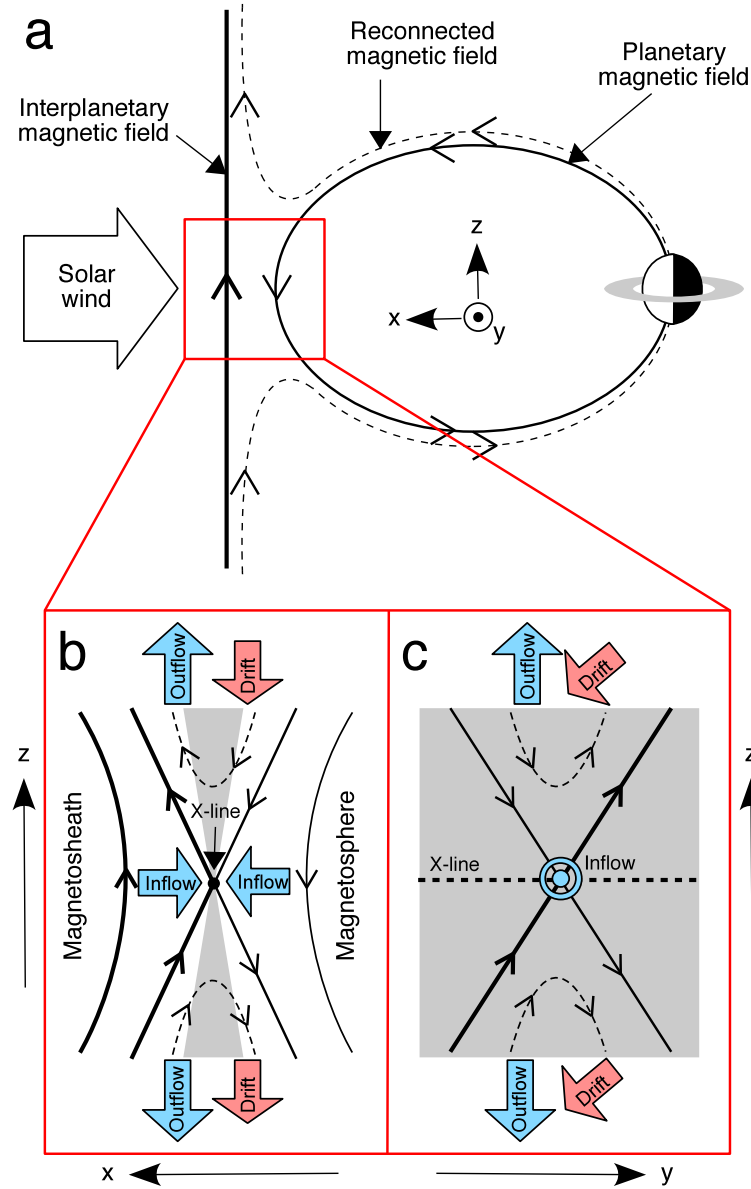 a
Reconnected
magnetic field
Planetary
magnetic field
Interplanetary
magnetic field
Solar
wind
z
x
y
b
c
Outflow
Drift
Outflow
Drift
z
z
X-line
Magnetosheath
Magnetosphere
Inflow
Inflow
X-line
Inflow
Outflow
Drift
Outflow
Drift
x
y